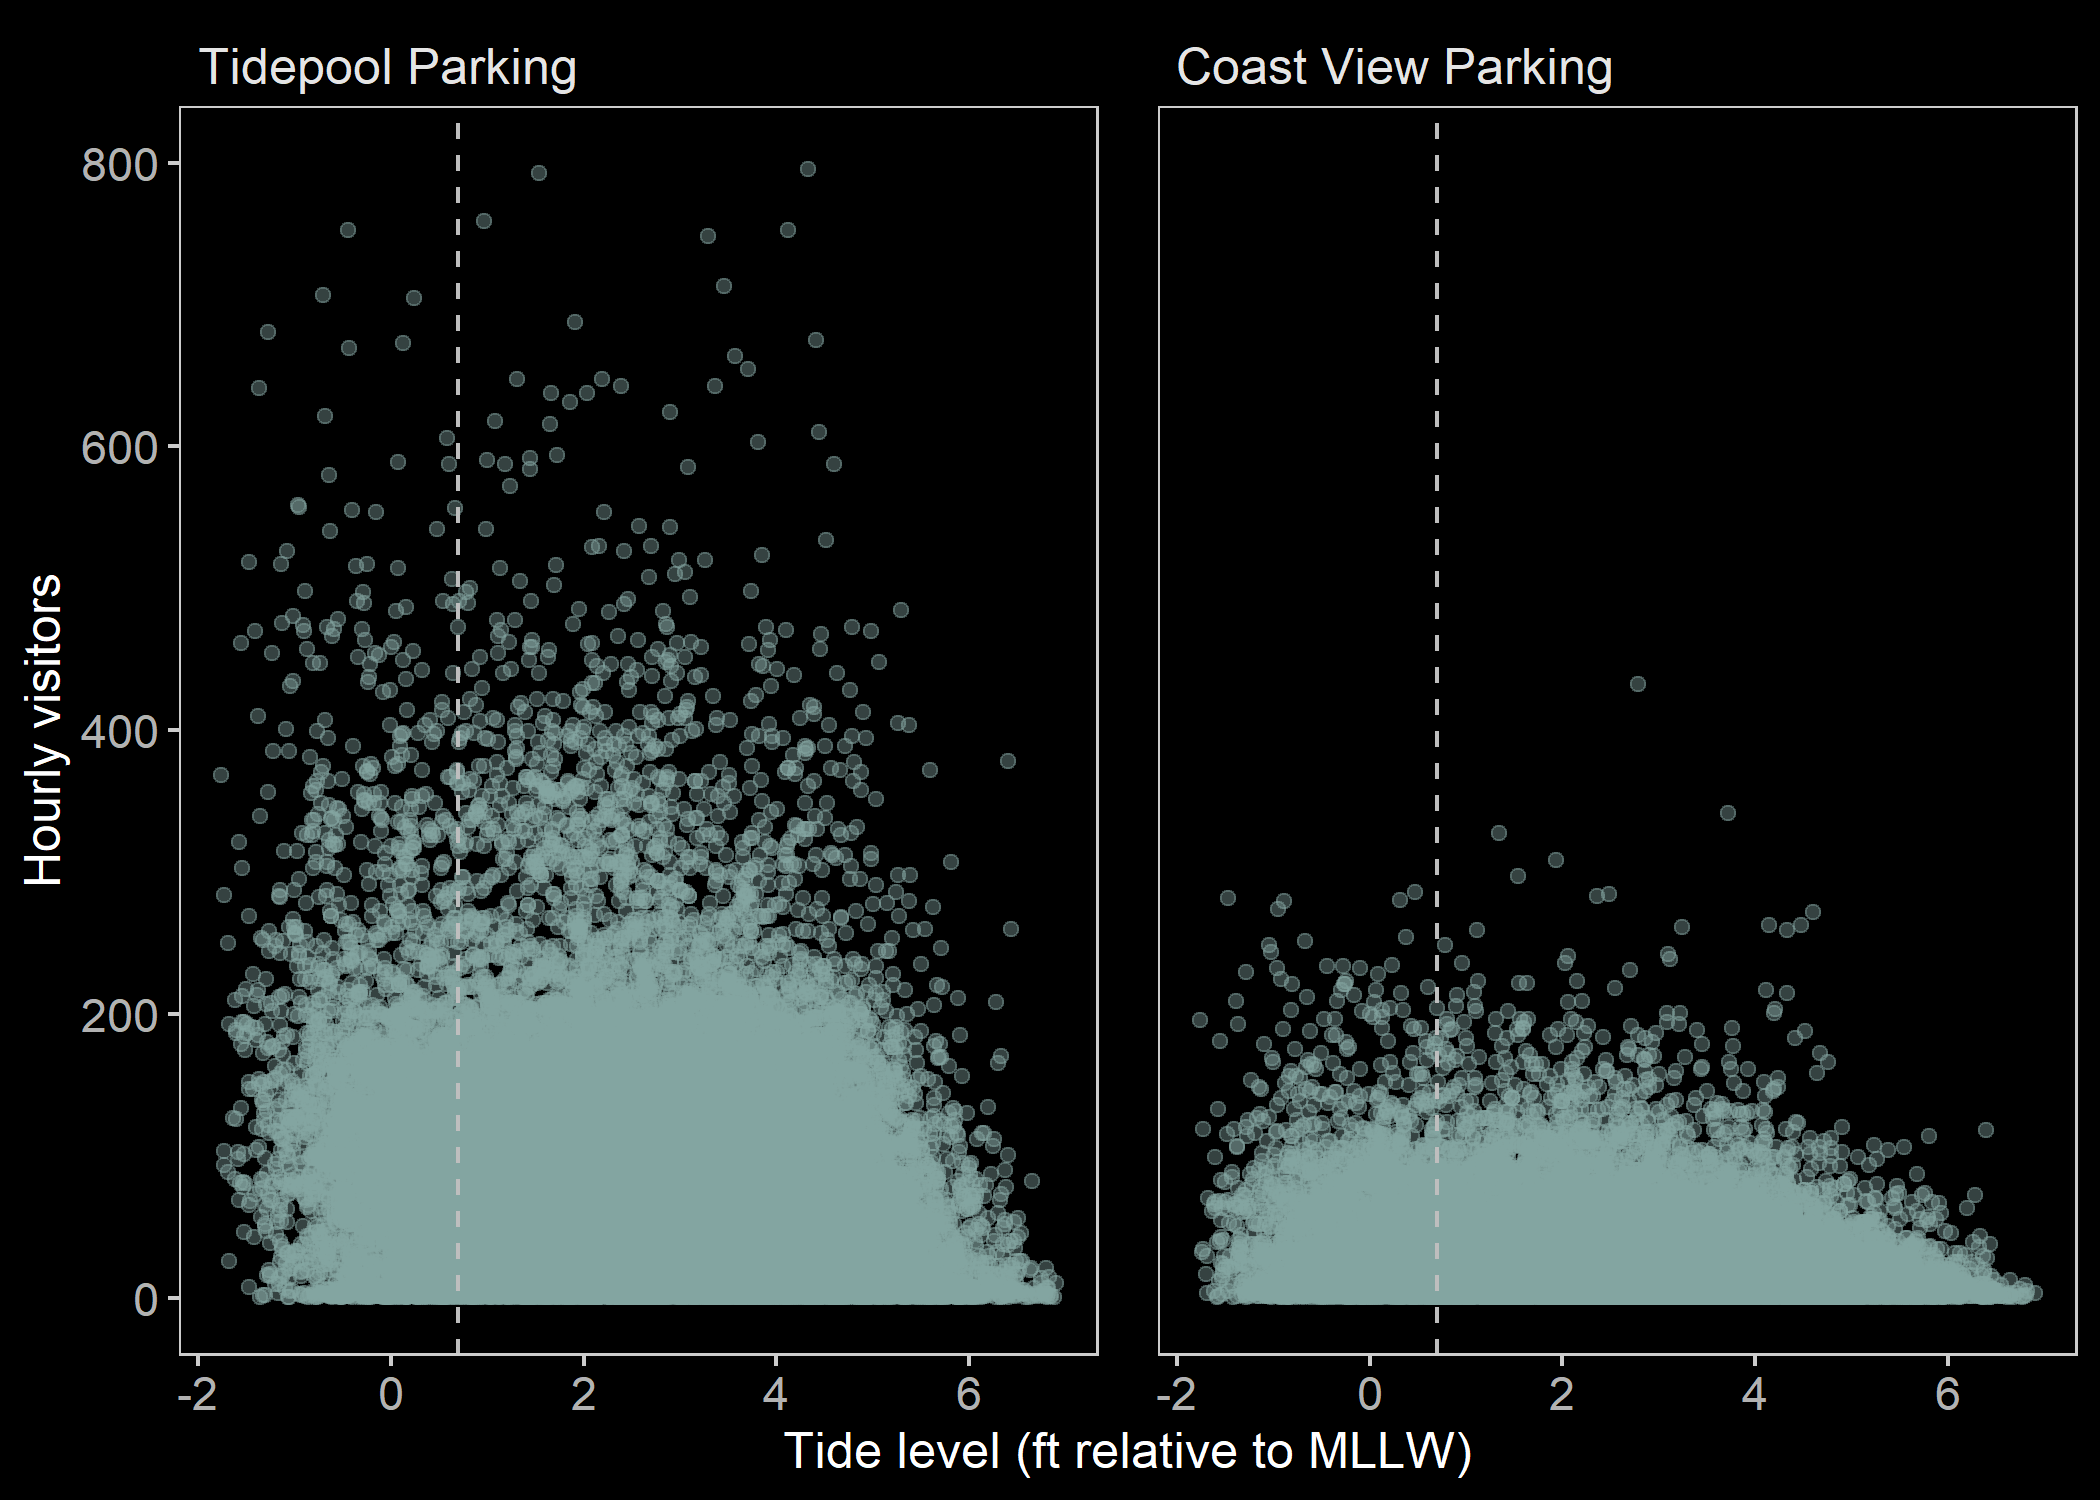 Tidepool Parking
Coast View Parking
800
600
400
200
0
Hourly visitors
-2 0 2 4 6
-2 0 2 4 6
Tide level (ft relative to MLLW)